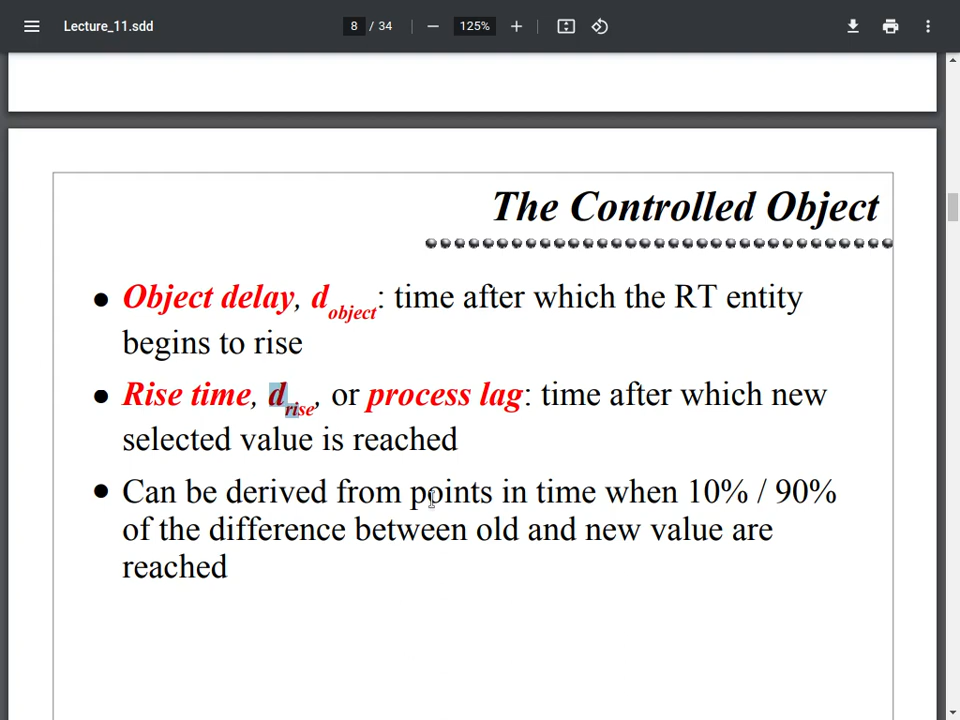 Lecture_11.sdd
8 / 34
125%
The Controlled Object
● Object delay, dobject: time after which the RT entity
begins to rise
● Rise time, drise, or process lag: time after which new
selected value is reached
● Can be derived from points in time when 10% / 90%
of the difference between old and new value are
reached